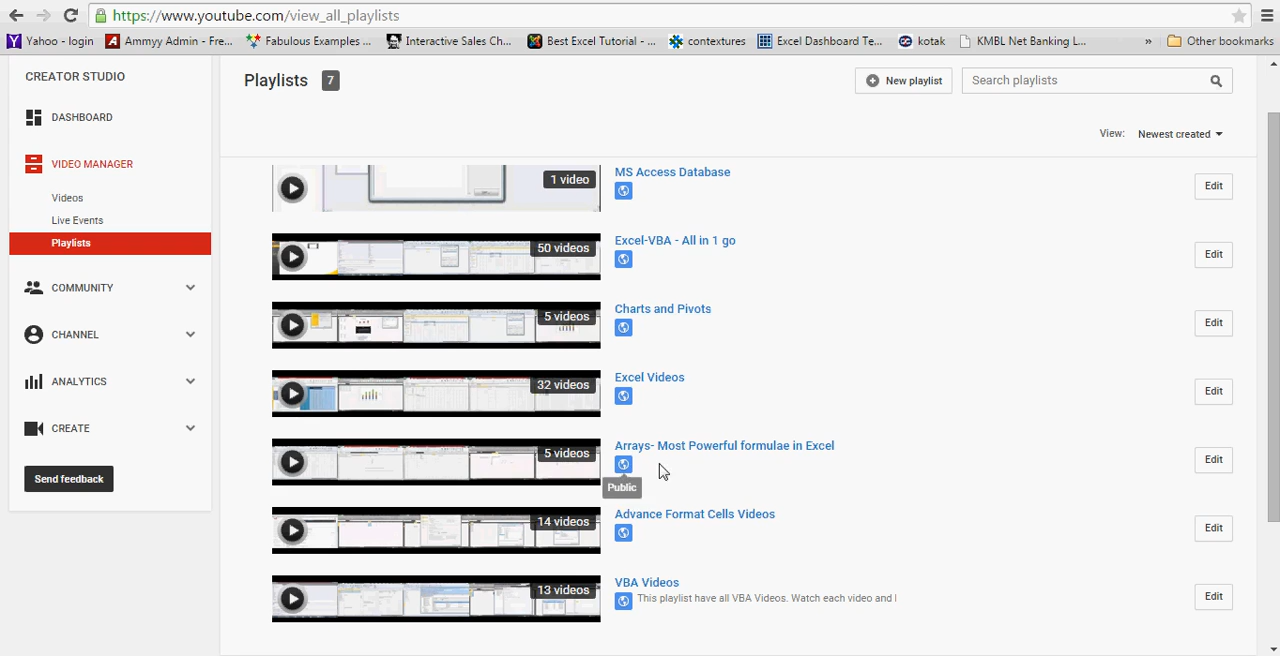 https://www.youtube.com/view_all_playlists
Yahoo - login
Ammyy Admin - Fre...
Fabulous Examples ...
Interactive Sales Ch...
Best Excel Tutorial - ...
contextures
Excel Dashboard Te...
kotak
KMBL Net Banking L...
»
Other bookmarks
CREATOR STUDIO
DASHBOARD
VIDEO MANAGER
Videos
Live Events
Playlists
COMMUNITY
CHANNEL
ANALYTICS
CREATE
Send feedback
Playlists 7
New playlist
Search playlists
View: Newest created
1 video
MS Access Database
Edit
50 videos
Excel-VBA - All in 1 go
Edit
5 videos
Charts and Pivots
Edit
32 videos
Excel Videos
Edit
5 videos
Arrays- Most Powerful formulae in Excel
Public
Edit
14 videos
Advance Format Cells Videos
Edit
13 videos
VBA Videos
This playlist have all VBA Videos. Watch each video and l
Edit